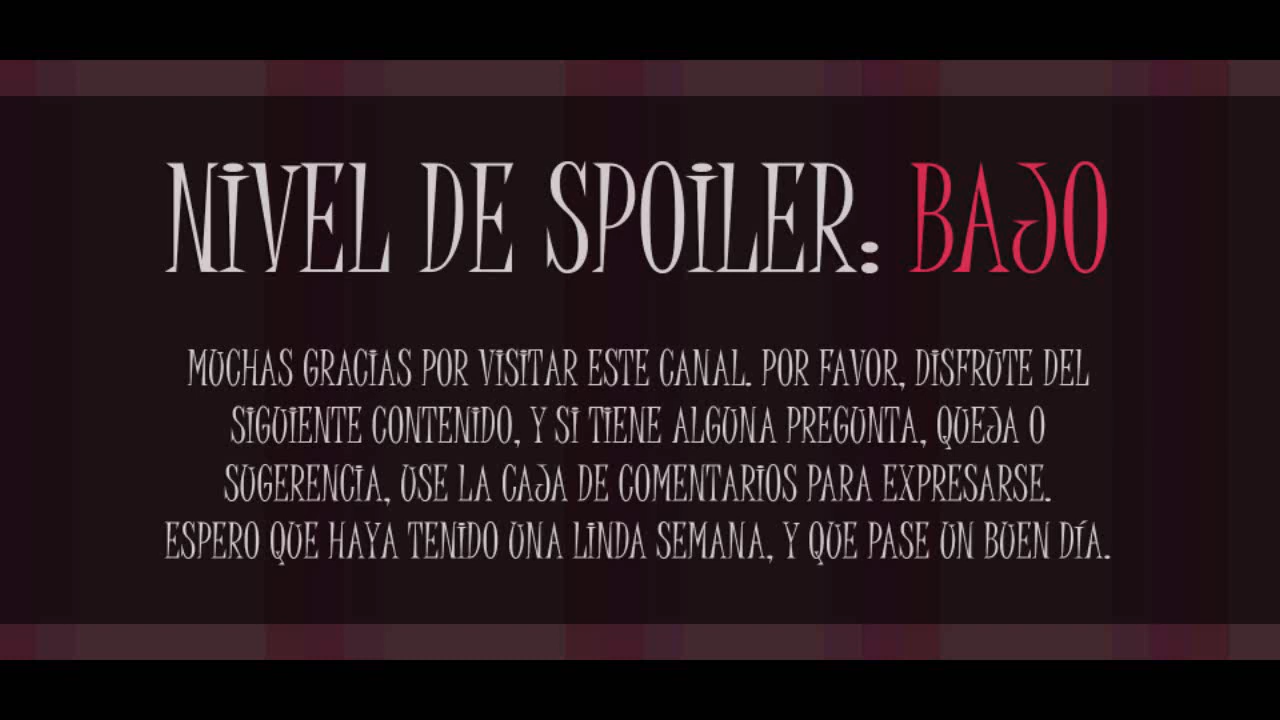 NIVEL DE SPOILER: BAJO
MUCHAS GRACIAS POR VISITAR ESTE CANAL. POR FAVOR, DISFRUTE DEL
SIGUIENTE CONTENIDO, Y SI TIENE ALGUNA PREGUNTA, QUEJA O
SUGERENCIA, USE LA CAJA DE COMENTARIOS PARA EXPRESARSE.
ESPERO QUE HAYA TENIDO UNA LINDA SEMANA, Y QUE PASE UN BUEN DÍA.